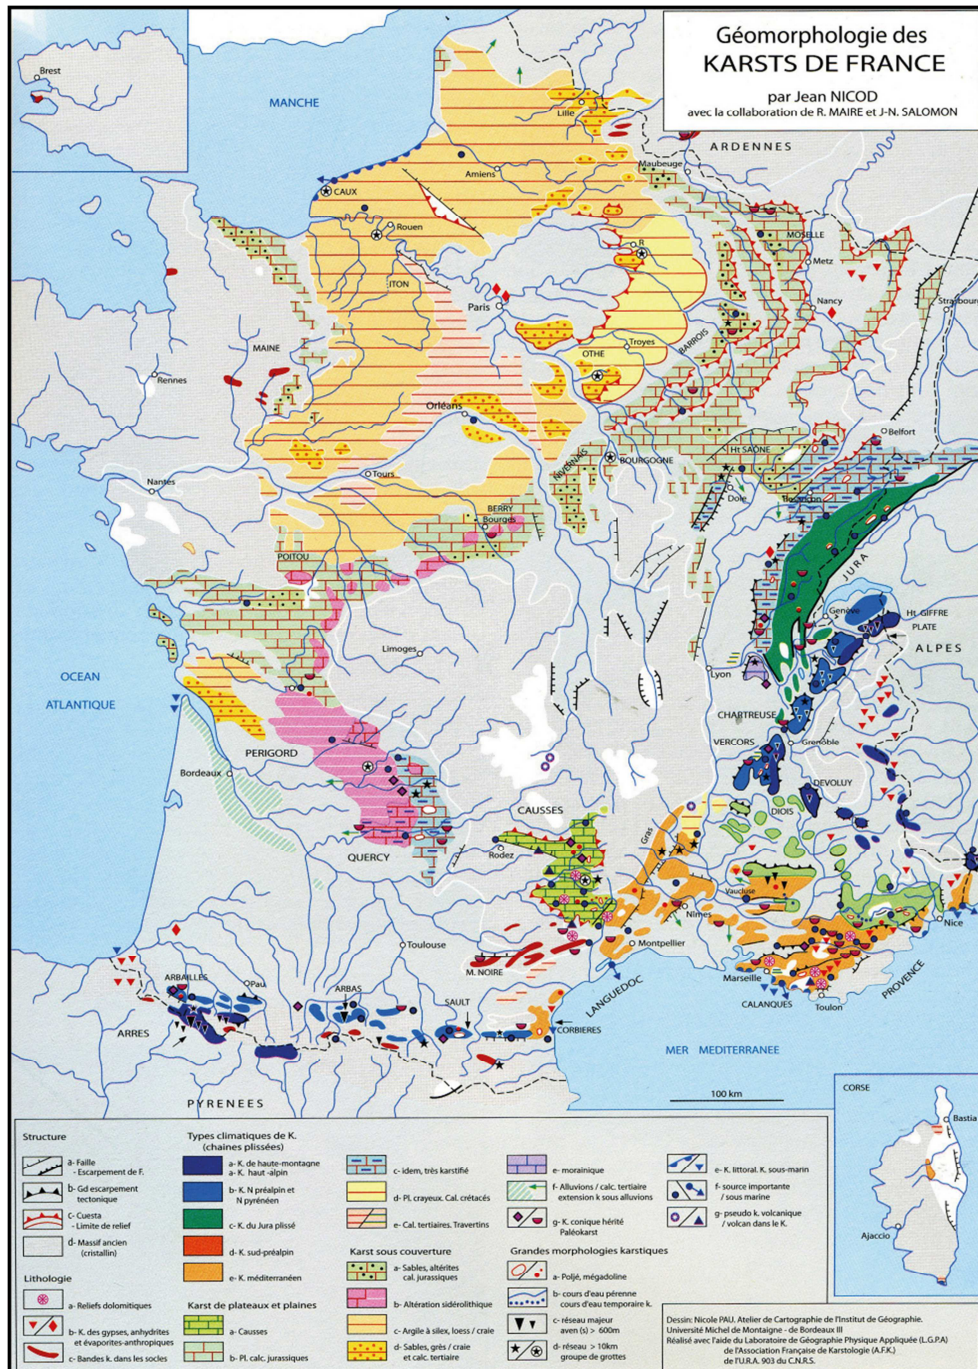 Géomorphologie des
KARSTS DE FRANCE
par Jean NICOD
avec la collaboration de R. MAIRE et J-N. SALOMON
Brest
MANCHE
Lille
ARDENNES
Maubeuge
Amiens
CAUX
Rouen
R
MOSELLE
Metz
ITON
Paris
Nancy
Strasbourg
MAINE
BARROIS
Troyes
OTHE
Rennes
Orléans
Belfort
Ht SAONE
NIVERNAIS
BOURGOGNE
Tours
Dole
Besançon
Nantes
BERRY
Bourges
POITOU
JURA
Genève
Ht. GIFFRE
PLATE
Limoges
ALPES
Lyon
OCEAN
ATLANTIQUE
CHARTREUSE
PERIGORD
VERCORS
Grenoble
Bordeaux
DEVOLUY
CAUSSES
DIOIS
Gras
QUERCY
Rodez
Vaucluse
Nîmes
Nice
Toulouse
Montpellier
M. NOIRE
Marseille
PROVENCE
ARBAILLES
Pau
ARBAS
SAULT
LANGUEDOC
CALANQUES
Toulon
ARRES
CORBIERES
MER MEDITERRANEE
PYRENEES
100 km
CORSE
Bastia
Ajaccio
Structure
a- Faille
- Escarpement de F.
b- Gd escarpement
tectonique
c- Cuesta
- Limite de relief
d- Massif ancien
(cristallin)
Lithologie
a- Reliefs dolomitiques
b- K. des gypses, anhydrites
et évaporites-anthropiques
c- Bandes k. dans les socles
Types climatiques de K.
(chaines plissées)
a- K. de haute-montagne
a- K. haut -alpin
b- K. N préalpin et
N pyrénéen
c- K. du Jura plissé
d- K. sud-préalpin
e- K. méditerranéen
Karst de plateaux et plaines
a- Causses
b- Pl. calc. jurassiques
c- idem, très karstifié
d- Pl. crayeux. Cal. crétacés
e- Cal. tertiaires. Travertins
Karst sous couverture
a- Sables, altérites
cal. jurassiques
b- Altération sidérolithique
c- Argile à silex, loess / craie
d- Sables, grès / craie
et calc. tertiaire
e- morainique
f- Alluvions / calc. tertiaire
extension k sous alluvions
g- K. conique hérité
Paléokarst
Grandes morphologies karstiques
a- Poljé, mégadoline
b- cours d'eau pérenne
cours d'eau temporaire k.
c- réseau majeur
aven (s) > 600m
d- réseau > 10km
groupe de grottes
e- K. littoral. K. sous-marin
f- source importante
/ sous marine
g- pseudo k. volcanique
/ volcan dans le K.
Dessin: Nicole PAU. Atelier de Cartographie de l'Institut de Géographie.
Université Michel de Montaigne - de Bordeaux III
Réalisé avec l'aide du Laboratoire de Géographie Physique Appliquée (L.G.P.A)
de l'Association Française de Karstologie (A.F.K.)
de l'U.R.A. 903 du C.N.R.S.